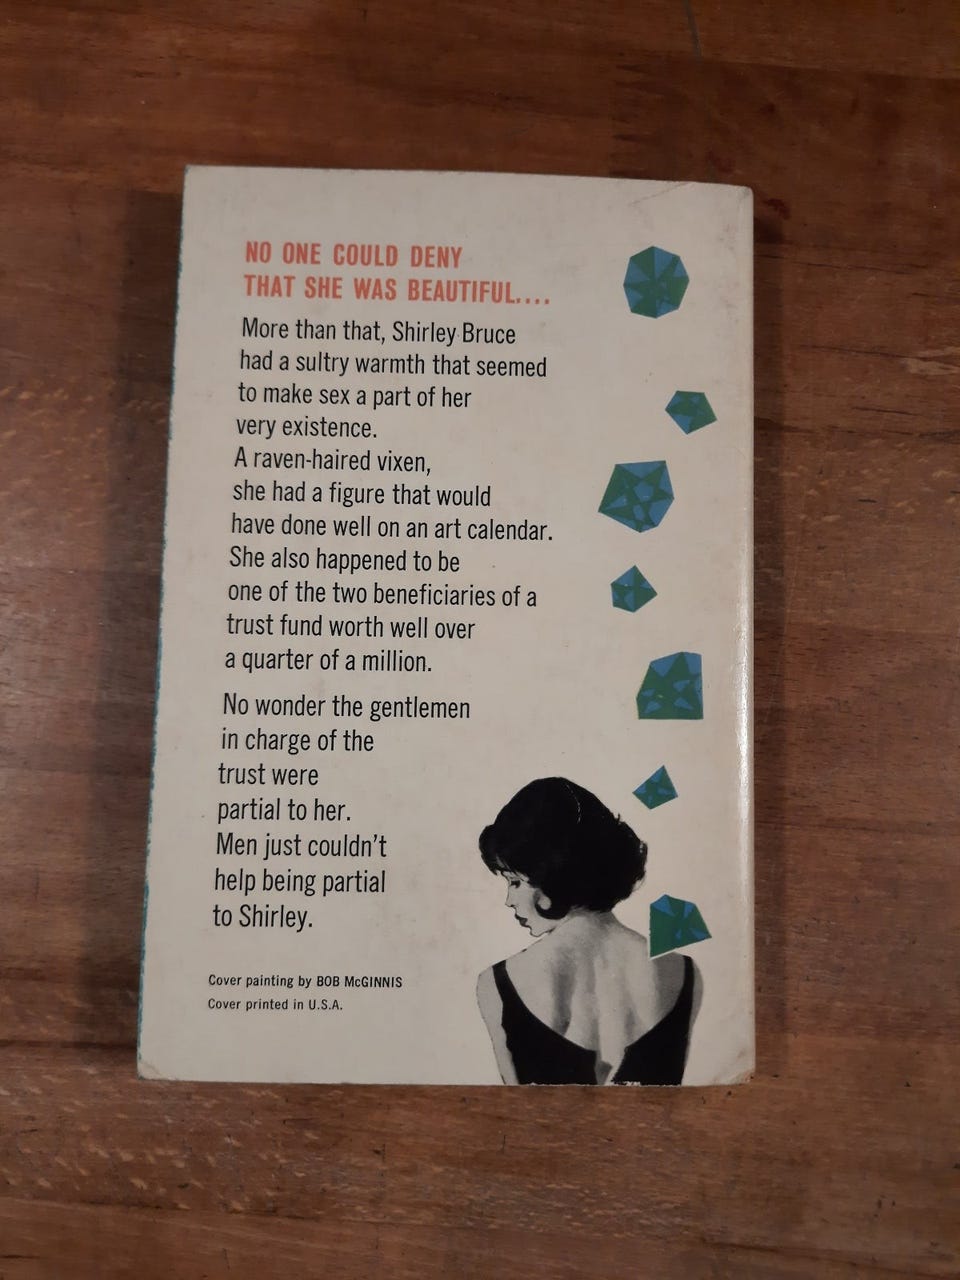 NO ONE COULD DENY
THAT SHE WAS BEAUTIFUL....
More than that, Shirley Bruce
had a sultry warmth that seemed
to make sex a part of her
very existence.
A raven-haired vixen,
she had a figure that would
have done well on an art calendar.
She also happened to be
one of the two beneficiaries of a
trust fund worth well over
a quarter of a million.
No wonder the gentlemen
in charge of the
trust were
partial to her.
Men just couldn't
help being partial
to Shirley.
Cover painting by BOB McGINNIS
Cover printed in U.S.A.